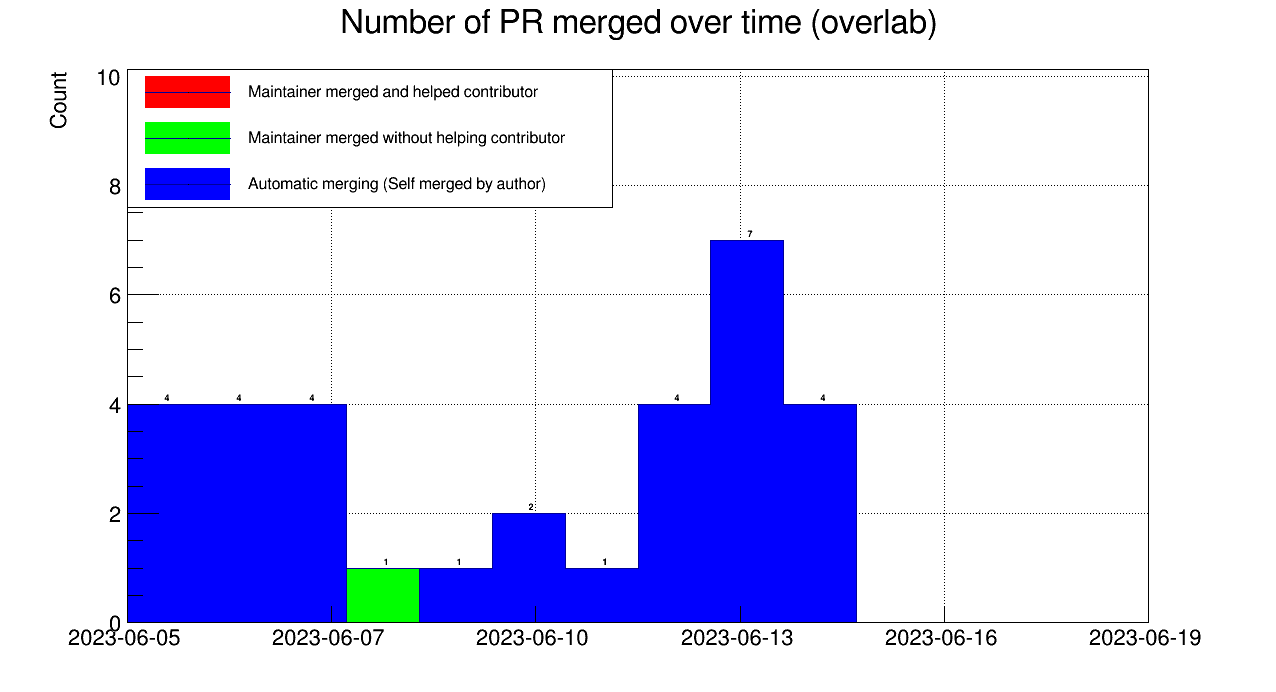 Number of PR merged over time (overlab)
Count
10
Maintainer merged and helped contributor
Maintainer merged without helping contributor
8
Automatic merging (Self merged by author)
7
6
4
4 4 4 4 4
2
2
1 1 1
0
2023-06-05 2023-06-07 2023-06-10 2023-06-13 2023-06-16 2023-06-19